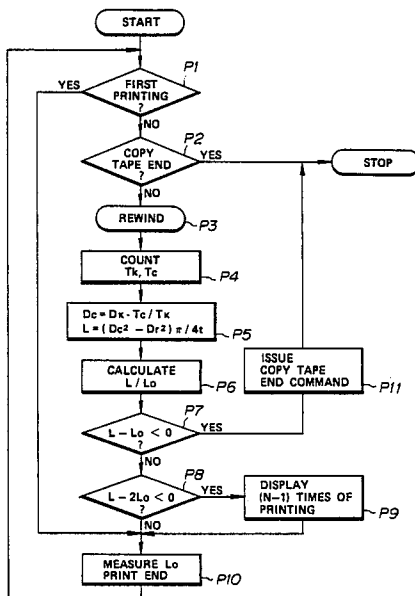 START
P1
YES
FIRST
PRINTING
?
NO
P2
COPY
TAPE END
?
YES
STOP
NO
REWIND
P3
COUNT
Tk, Tc
P4
Dc = Dk - Tc / Tk
L = ( Dc² - Dr² ) π / 4t
P5
CALCULATE
L / Lo
P6
ISSUE
COPY TAPE
END COMMAND
P11
P7
L - Lo < 0
?
YES
NO
P8
L - 2Lo < 0
?
YES
DISPLAY
(N-1) TIMES OF
PRINTING
P9
NO
MEASURE Lo
PRINT END
P10